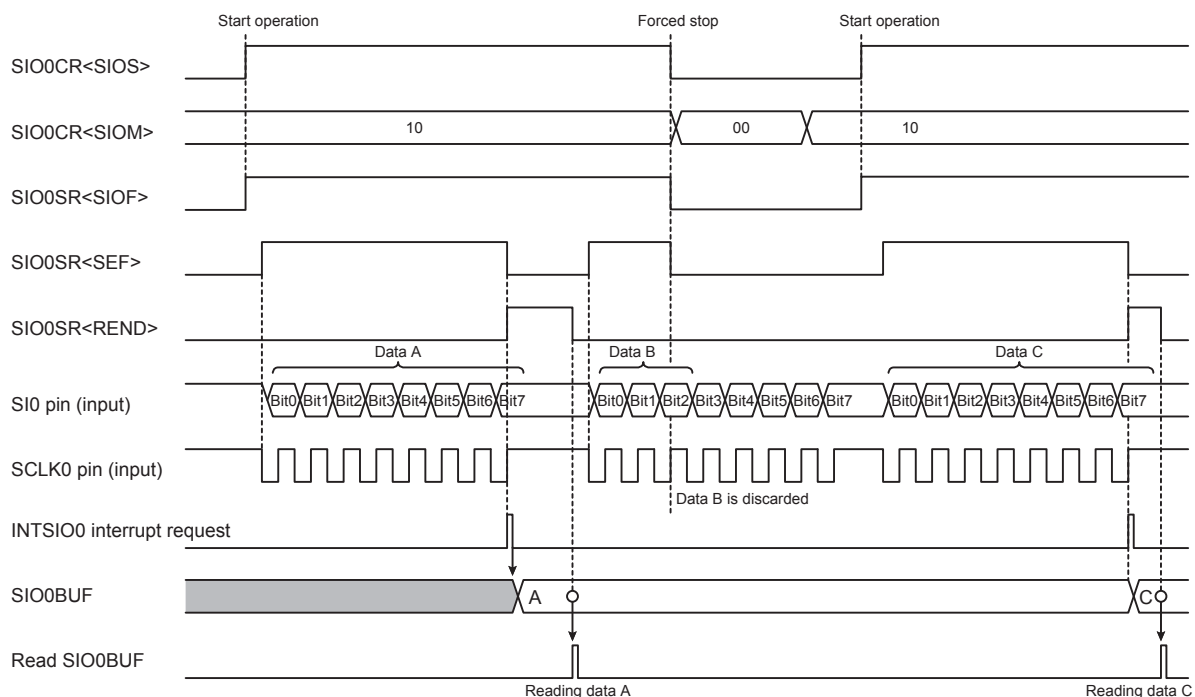 Start operation Forced stop Start operation
SIO0CR<SIOS>
SIO0CR<SIOM> 10 00 10
SIO0SR<SIOF>
SIO0SR<SEF>
SIO0SR<REND>
Data A Data B Data C
SI0 pin (input) Bit0 Bit1 Bit2 Bit3 Bit4 Bit5 Bit6 Bit7 Bit0 Bit1 Bit2 Bit3 Bit4 Bit5 Bit6 Bit7 Bit0 Bit1 Bit2 Bit3 Bit4 Bit5 Bit6 Bit7
SCLK0 pin (input)
Data B is discarded
INTSIO0 interrupt request
SIO0BUF A C
Read SIO0BUF
Reading data A Reading data C